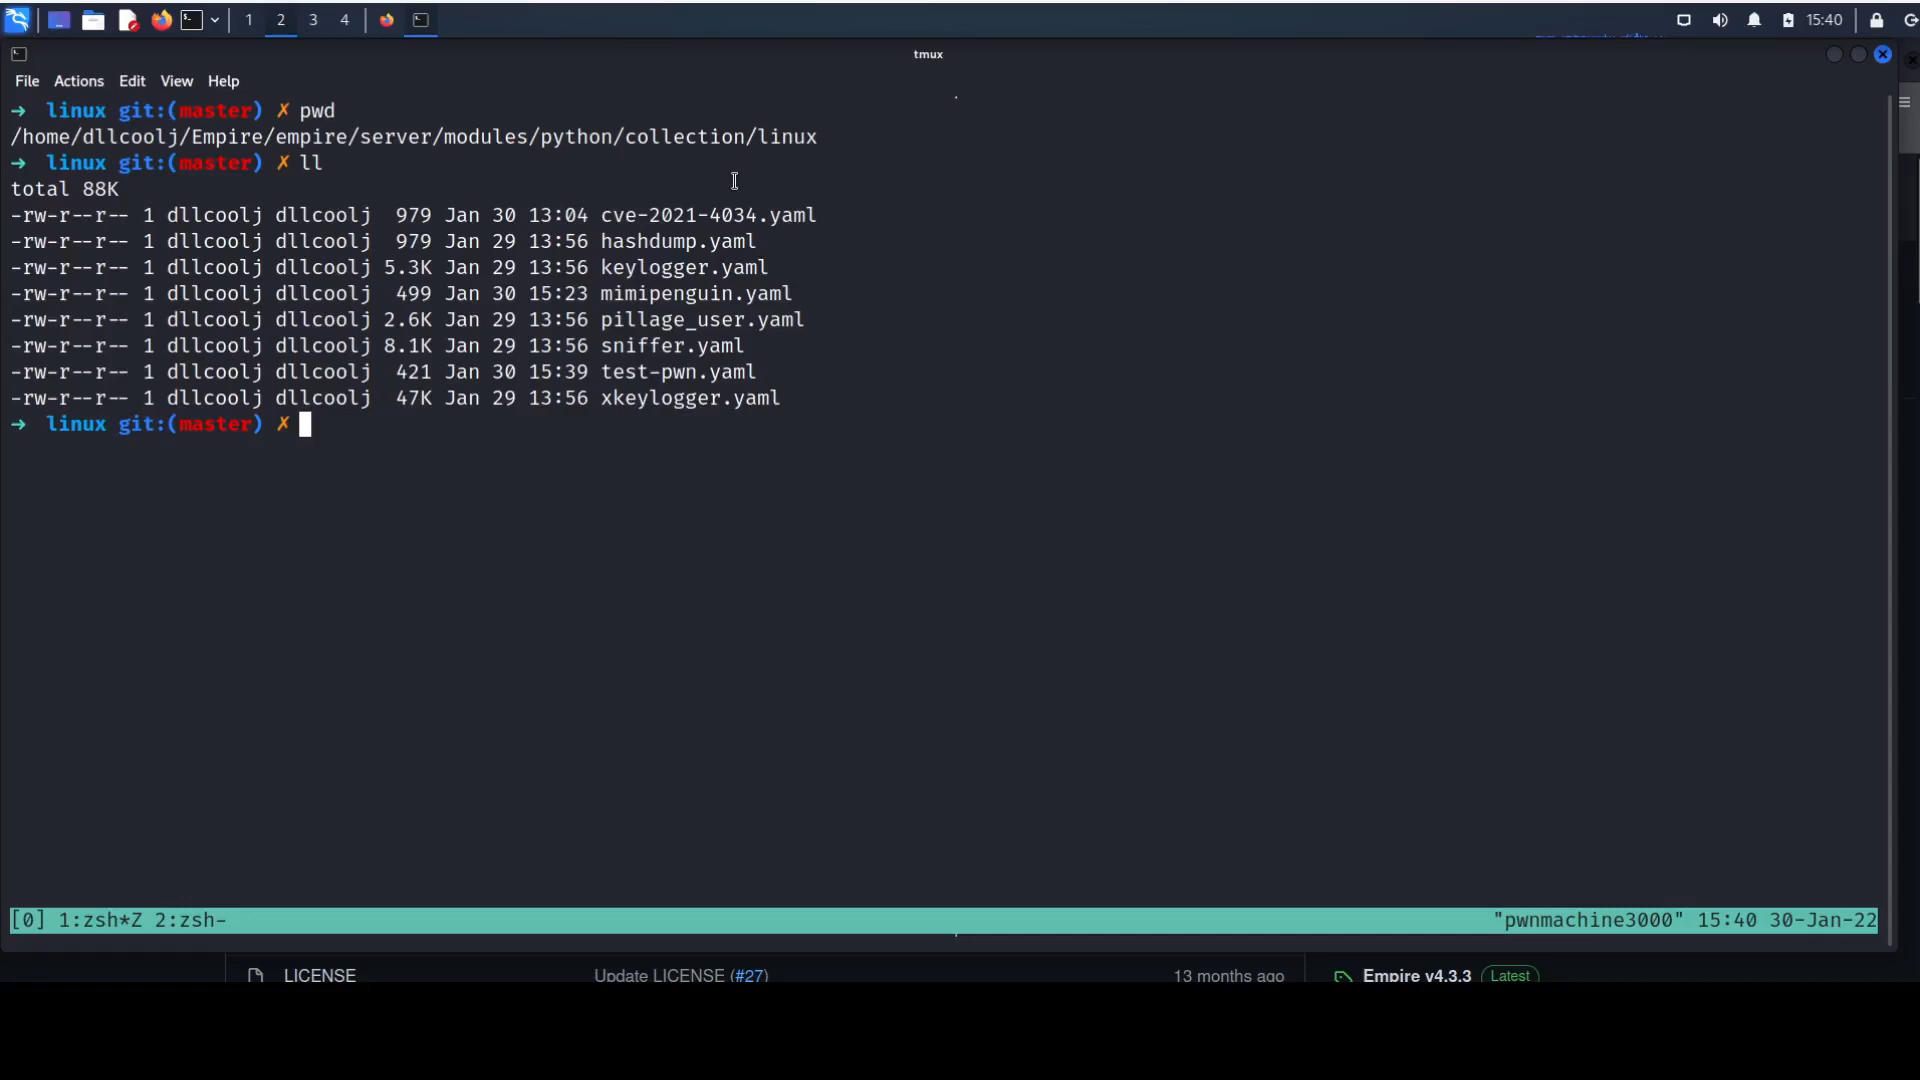 1 2 3 4 15:40
tmux
File Actions Edit View Help
→ linux git:(master) ✗ pwd
/home/dllcoolj/Empire/empire/server/modules/python/collection/linux
→ linux git:(master) ✗ ll
total 88K
-rw-r--r-- 1 dllcoolj dllcoolj 979 Jan 30 13:04 cve-2021-4034.yaml
-rw-r--r-- 1 dllcoolj dllcoolj 979 Jan 29 13:56 hashdump.yaml
-rw-r--r-- 1 dllcoolj dllcoolj 5.3K Jan 29 13:56 keylogger.yaml
-rw-r--r-- 1 dllcoolj dllcoolj 499 Jan 30 15:23 mimipenguin.yaml
-rw-r--r-- 1 dllcoolj dllcoolj 2.6K Jan 29 13:56 pillage_user.yaml
-rw-r--r-- 1 dllcoolj dllcoolj 8.1K Jan 29 13:56 sniffer.yaml
-rw-r--r-- 1 dllcoolj dllcoolj 421 Jan 30 15:39 test-pwn.yaml
-rw-r--r-- 1 dllcoolj dllcoolj 47K Jan 29 13:56 xkeylogger.yaml
→ linux git:(master) ✗
[0] 1:zsh*Z 2:zsh- "pwnmachine3000" 15:40 30-Jan-22
LICENSE Update LICENSE (#27) 13 months ago Empire v4.3.3 Latest